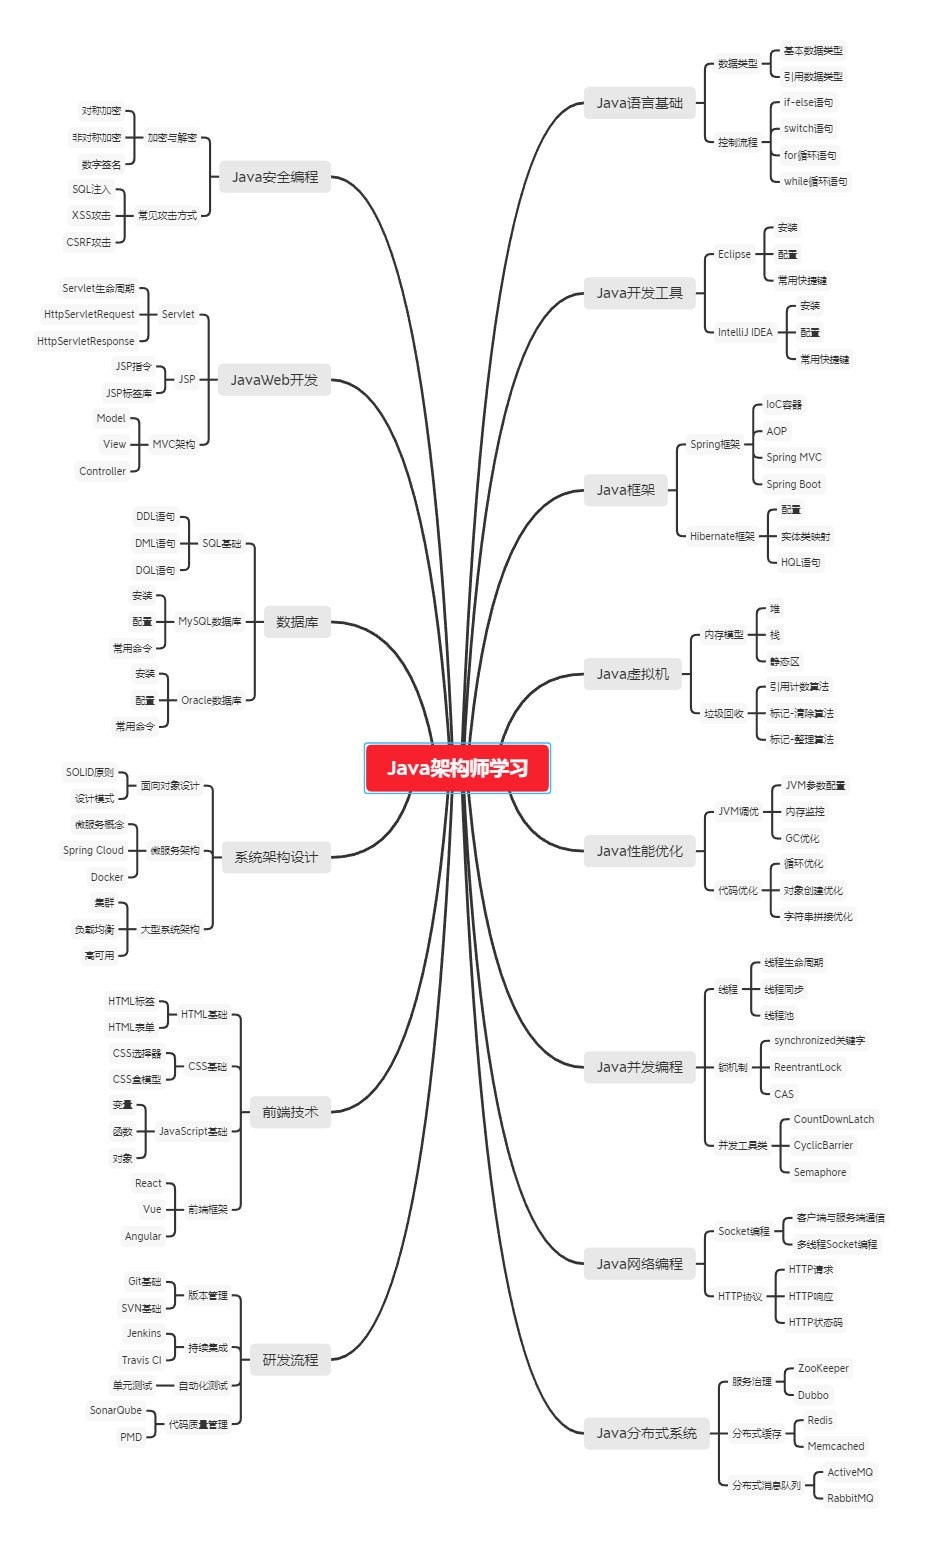 Java架构师学习
Java语言基础
数据类型
基本数据类型
引用数据类型
控制流程
if-else语句
switch语句
for循环语句
while循环语句
Java开发工具
Eclipse
安装
配置
常用快捷键
IntelliJ IDEA
安装
配置
常用快捷键
Java框架
Spring框架
IoC容器
AOP
Spring MVC
Spring Boot
Hibernate框架
配置
实体类映射
HQL语句
Java虚拟机
内存模型
堆
栈
静态区
垃圾回收
引用计数算法
标记-清除算法
标记-整理算法
Java性能优化
JVM调优
JVM参数配置
内存监控
GC优化
代码优化
循环优化
对象创建优化
字符串拼接优化
Java并发编程
线程
线程生命周期
线程同步
线程池
锁机制
synchronized关键字
ReentrantLock
CAS
并发工具类
CountDownLatch
CyclicBarrier
Semaphore
Java网络编程
Socket编程
客户端与服务端通信
多线程Socket编程
HTTP协议
HTTP请求
HTTP响应
HTTP状态码
Java分布式系统
服务治理
ZooKeeper
Dubbo
分布式缓存
Redis
Memcached
分布式消息队列
ActiveMQ
RabbitMQ
Java安全编程
加密与解密
对称加密
非对称加密
数字签名
常见攻击方式
SQL注入
XSS攻击
CSRF攻击
JavaWeb开发
Servlet
Servlet生命周期
HttpServletRequest
HttpServletResponse
JSP
JSP指令
JSP标签库
MVC架构
Model
View
Controller
数据库
SQL基础
DDL语句
DML语句
DQL语句
MySQL数据库
安装
配置
常用命令
Oracle数据库
安装
配置
常用命令
系统架构设计
面向对象设计
SOLID原则
设计模式
微服务架构
微服务概念
Spring Cloud
Docker
大型系统架构
集群
负载均衡
高可用
前端技术
HTML基础
HTML标签
HTML表单
CSS基础
CSS选择器
CSS盒模型
JavaScript基础
变量
函数
对象
前端框架
React
Vue
Angular
研发流程
版本管理
Git基础
SVN基础
持续集成
Jenkins
Travis CI
自动化测试
单元测试
代码质量管理
SonarQube
PMD